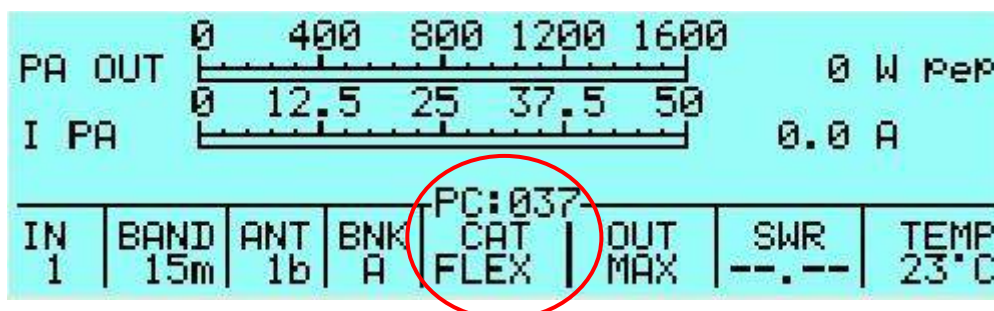 0 400 800 1200 1600
PA OUT 0 W pep
0 12.5 25 37.5 50
I PA 0.0 A
PC:037
IN BAND ANT BNK CAT OUT SWR TEMP
1 15m 1b A FLEX MAX --.-- 23°C